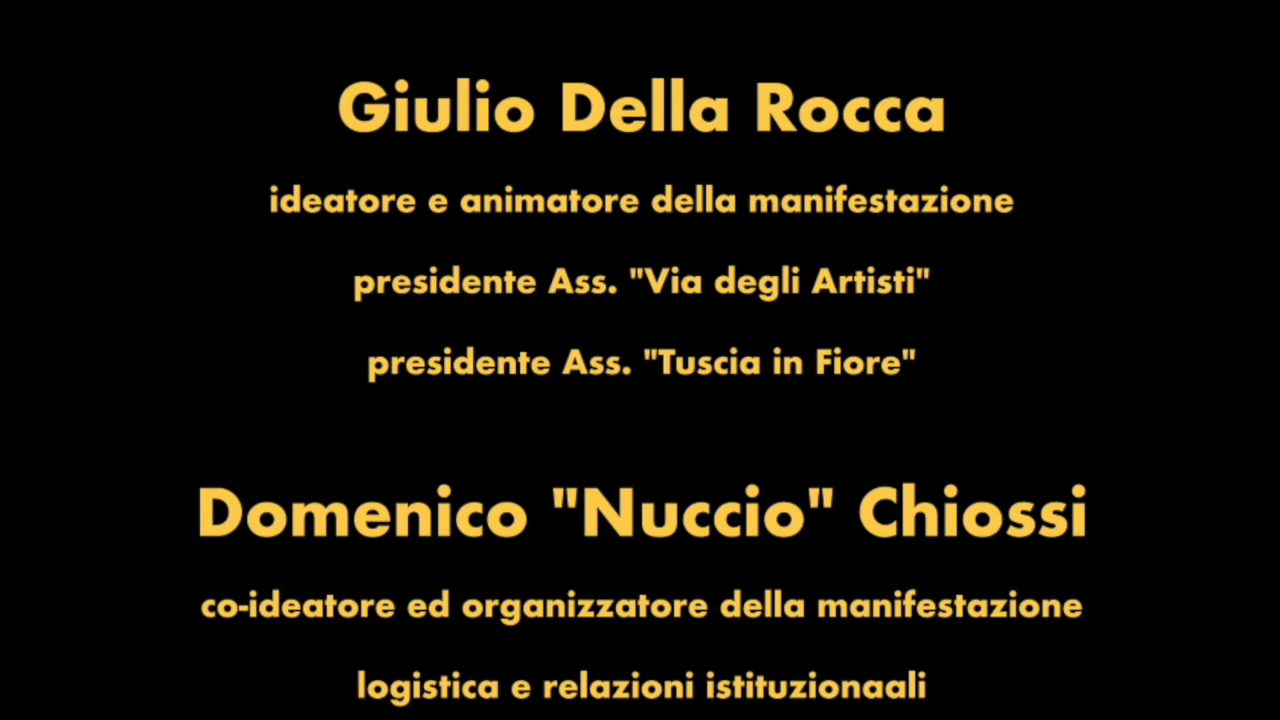 Giulio Della Rocca
ideatore e animatore della manifestazione
presidente Ass. "Via degli Artisti"
presidente Ass. "Tuscia in Fiore"
Domenico "Nuccio" Chiossi
co-ideatore ed organizzatore della manifestazione
logistica e relazioni istituzionaali